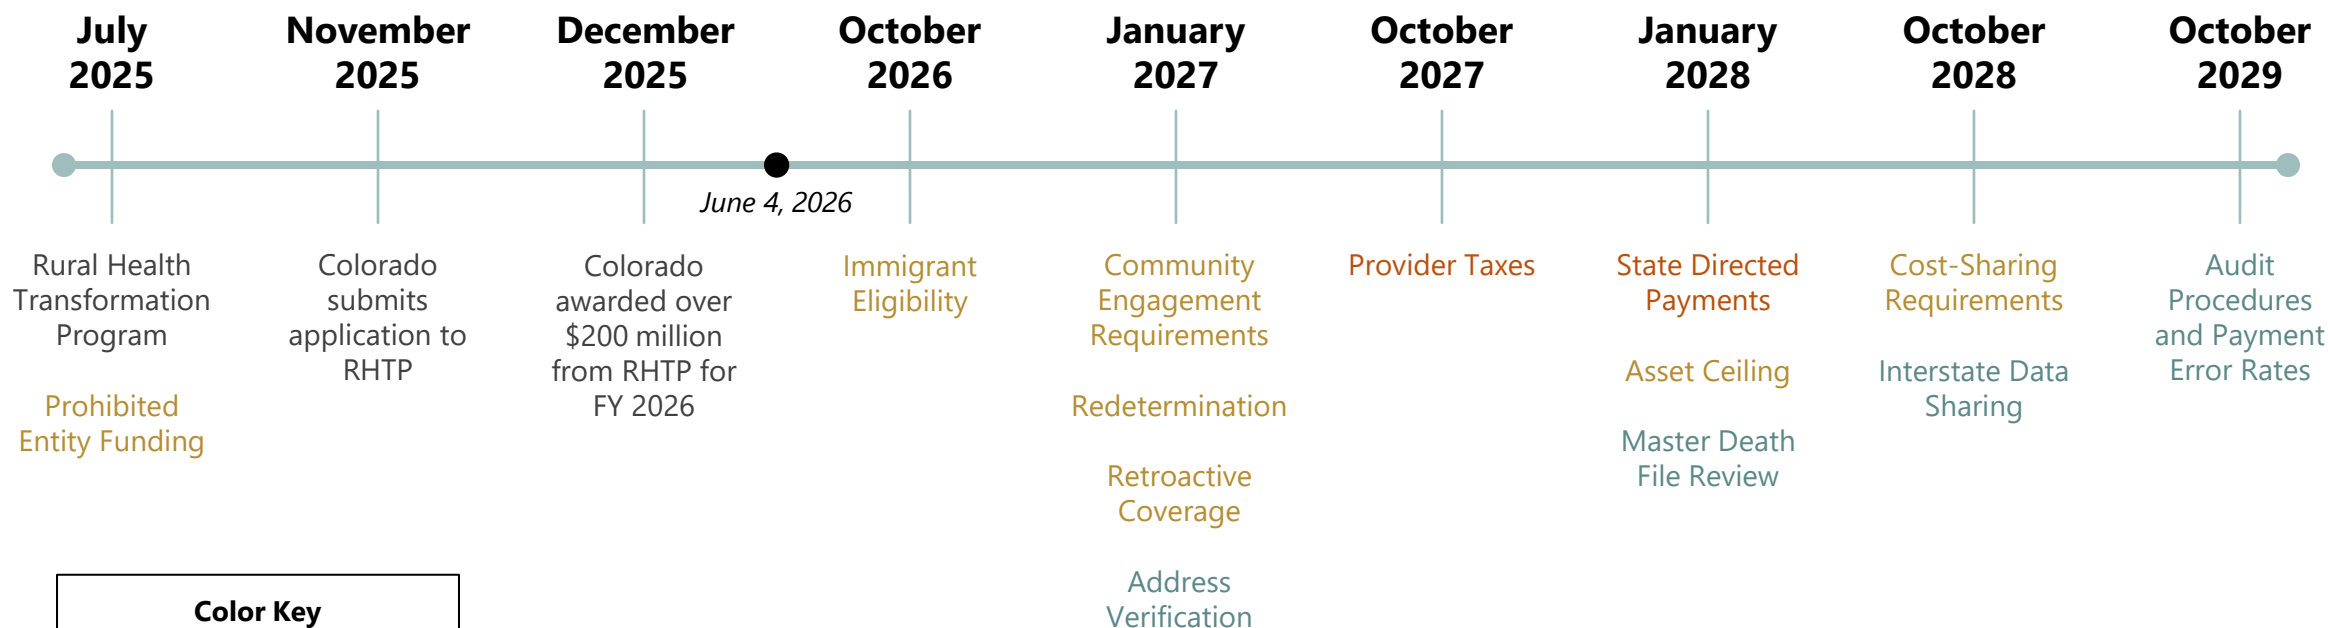 July
2025
November
2025
December
2025
October
2026
January
2027
October
2027
January
2028
October
2028
October
2029
June 4, 2026
Rural Health
Transformation
Program
Prohibited
Entity Funding
Colorado
submits
application to
RHTP
Colorado
awarded over
$200 million
from RHTP for
FY 2026
Immigrant
Eligibility
Community
Engagement
Requirements
Redetermination
Retroactive
Coverage
Address
Verification
Provider Taxes
State Directed
Payments
Asset Ceiling
Master Death
File Review
Cost-Sharing
Requirements
Interstate Data
Sharing
Audit
Procedures
and Payment
Error Rates
Color Key